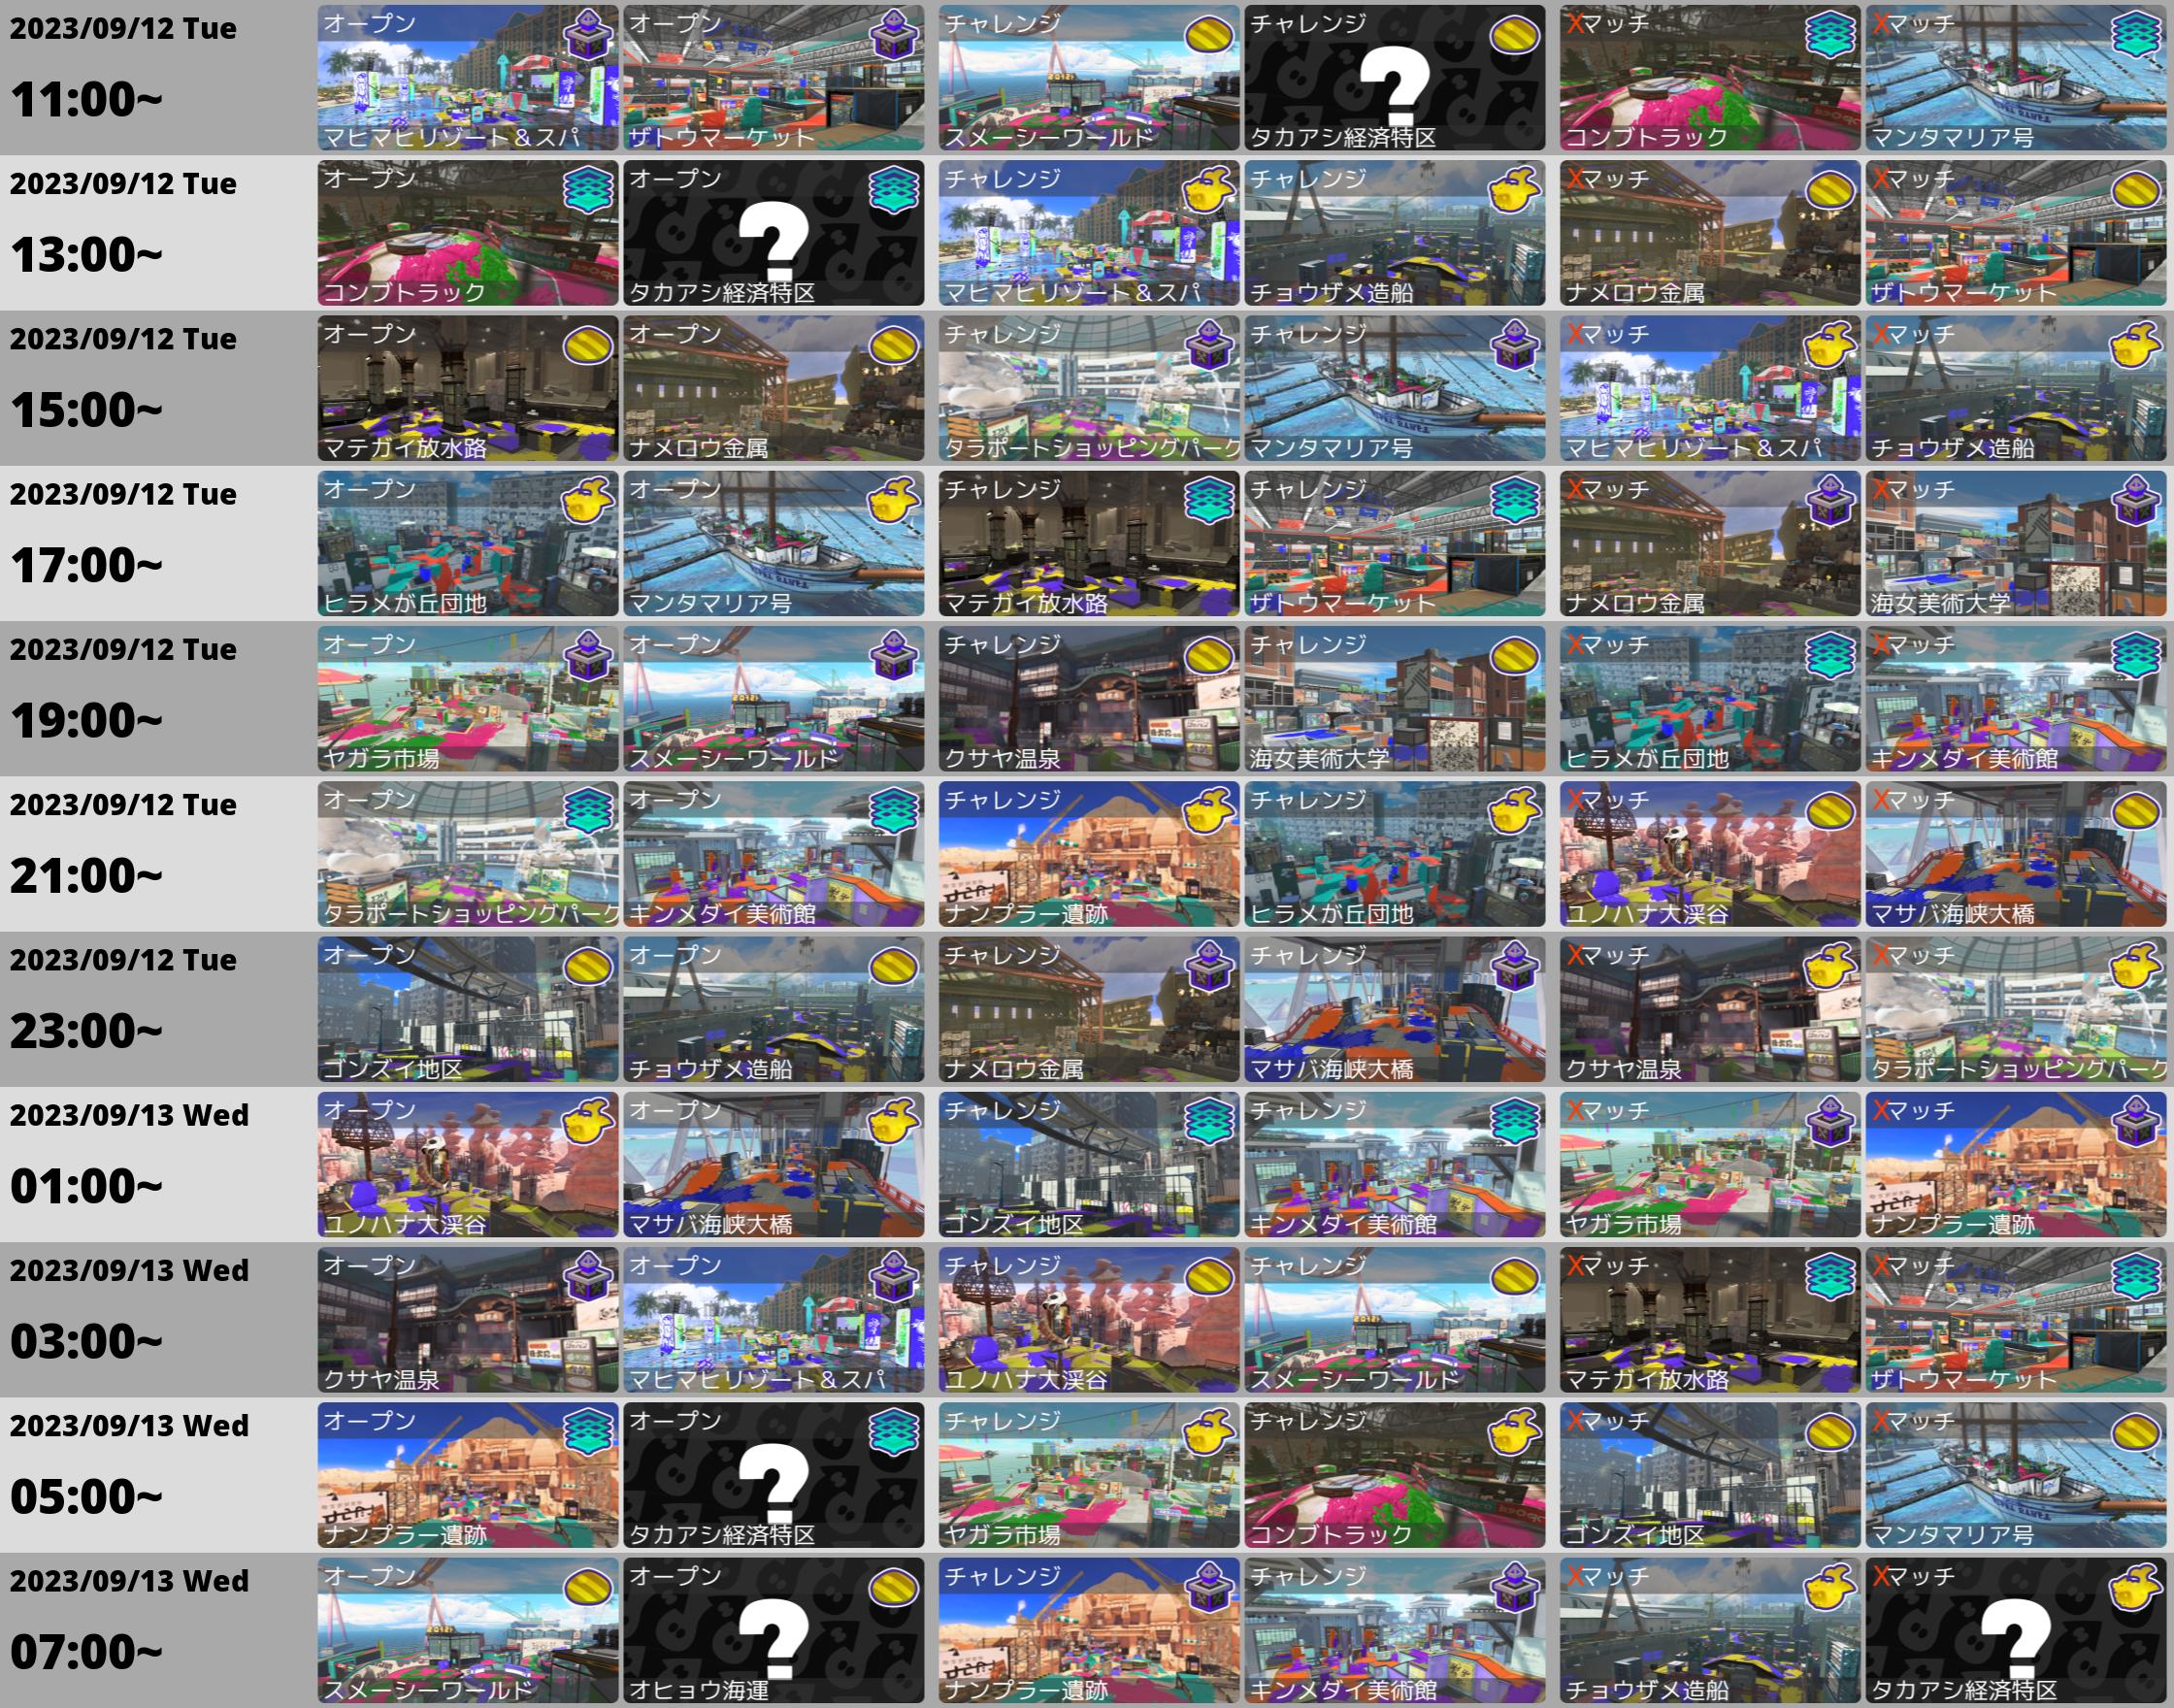 2023/09/12 Tue
11:00~
オープン オープン チャレンジ チャレンジ Xマッチ Xマッチ
マヒマヒリゾート&スパ ザトウマーケット スメーシーワールド タカアシ経済特区 コンブトラック マンタマリア号
2023/09/12 Tue
13:00~
オープン オープン チャレンジ チャレンジ Xマッチ Xマッチ
コンブトラック タカアシ経済特区 マヒマヒリゾート&スパ チョウザメ造船 ナメロウ金属 ザトウマーケット
2023/09/12 Tue
15:00~
オープン オープン チャレンジ チャレンジ Xマッチ Xマッチ
マテガイ放水路 ナメロウ金属 タラポートショッピングパーク マンタマリア号 マヒマヒリゾート&スパ チョウザメ造船
2023/09/12 Tue
17:00~
オープン オープン チャレンジ チャレンジ Xマッチ Xマッチ
ヒラメが丘団地 マンタマリア号 マテガイ放水路 ザトウマーケット ナメロウ金属 海女美術大学
2023/09/12 Tue
19:00~
オープン オープン チャレンジ チャレンジ Xマッチ Xマッチ
ヤガラ市場 スメーシーワールド クサヤ温泉 海女美術大学 ヒラメが丘団地 キンメダイ美術館
2023/09/12 Tue
21:00~
オープン オープン チャレンジ チャレンジ Xマッチ Xマッチ
タラポートショッピングパーク キンメダイ美術館 ナンプラー遺跡 ヒラメが丘団地 ユノハナ大渓谷 マサバ海峡大橋
2023/09/12 Tue
23:00~
オープン オープン チャレンジ チャレンジ Xマッチ Xマッチ
ゴンズイ地区 チョウザメ造船 ナメロウ金属 マサバ海峡大橋 クサヤ温泉 タラポートショッピングパーク
2023/09/13 Wed
01:00~
オープン オープン チャレンジ チャレンジ Xマッチ Xマッチ
ユノハナ大渓谷 マサバ海峡大橋 ゴンズイ地区 キンメダイ美術館 ヤガラ市場 ナンプラー遺跡
2023/09/13 Wed
03:00~
オープン オープン チャレンジ チャレンジ Xマッチ Xマッチ
クサヤ温泉 マヒマヒリゾート&スパ ユノハナ大渓谷 スメーシーワールド マテガイ放水路 ザトウマーケット
2023/09/13 Wed
05:00~
オープン オープン チャレンジ チャレンジ Xマッチ Xマッチ
ナンプラー遺跡 タカアシ経済特区 ヤガラ市場 コンブトラック ゴンズイ地区 マンタマリア号
2023/09/13 Wed
07:00~
オープン オープン チャレンジ チャレンジ Xマッチ Xマッチ
スメーシーワールド オヒョウ海運 ナンプラー遺跡 キンメダイ美術館 チョウザメ造船 タカアシ経済特区